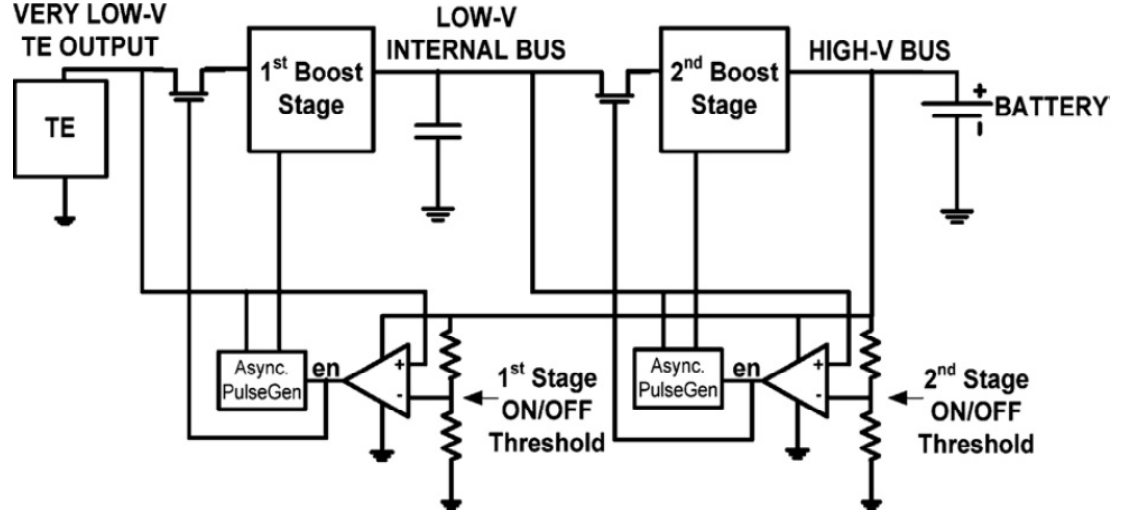 VERY LOW-V
TE OUTPUT
LOW-V
INTERNAL BUS
HIGH-V BUS
TE
1st Boost
Stage
2nd Boost
Stage
+
BATTERY
Async.
PulseGen
en
+
-
1st Stage
ON/OFF
Threshold
Async.
PulseGen
en
+
-
2nd Stage
ON/OFF
Threshold